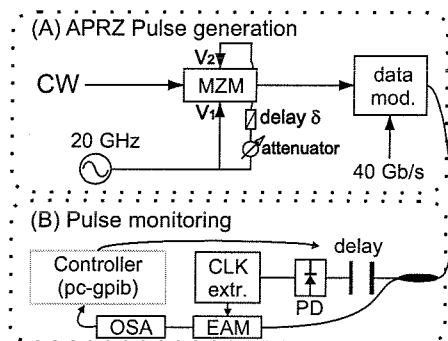 (A) APRZ Pulse generation
V2
CW
MZM
data
mod.
V1
delay δ
20 GHz
attenuator
40 Gb/s
(B) Pulse monitoring
delay
Controller
(pc-gpib)
CLK
extr.
PD
OSA
EAM